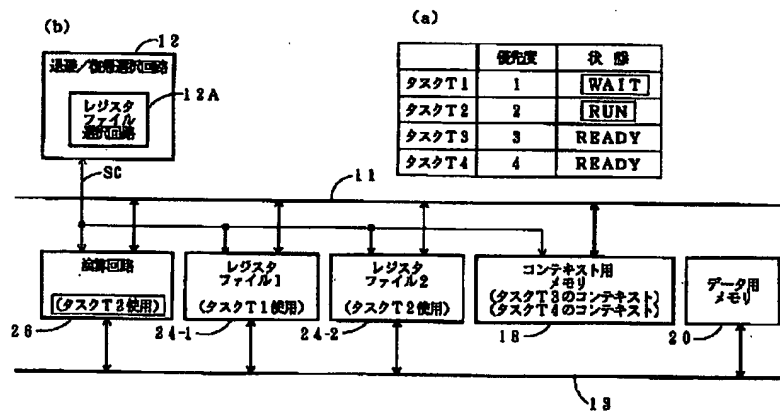 (b)
12
退避／復帰選択回路
レジスタ
ファイル
選択回路
12A
SC
(a)
優先度 状態
タスクT1 1 WAIT
タスクT2 2 RUN
タスクT3 3 READY
タスクT4 4 READY
11
演算回路
(タスクT2使用)
26
レジスタ
ファイル1
(タスクT1使用)
24-1
レジスタ
ファイル2
(タスクT2使用)
24-2
コンテキスト用
メモリ
(タスクT3のコンテキスト)
(タスクT4のコンテキスト)
18
データ用
メモリ
20
13